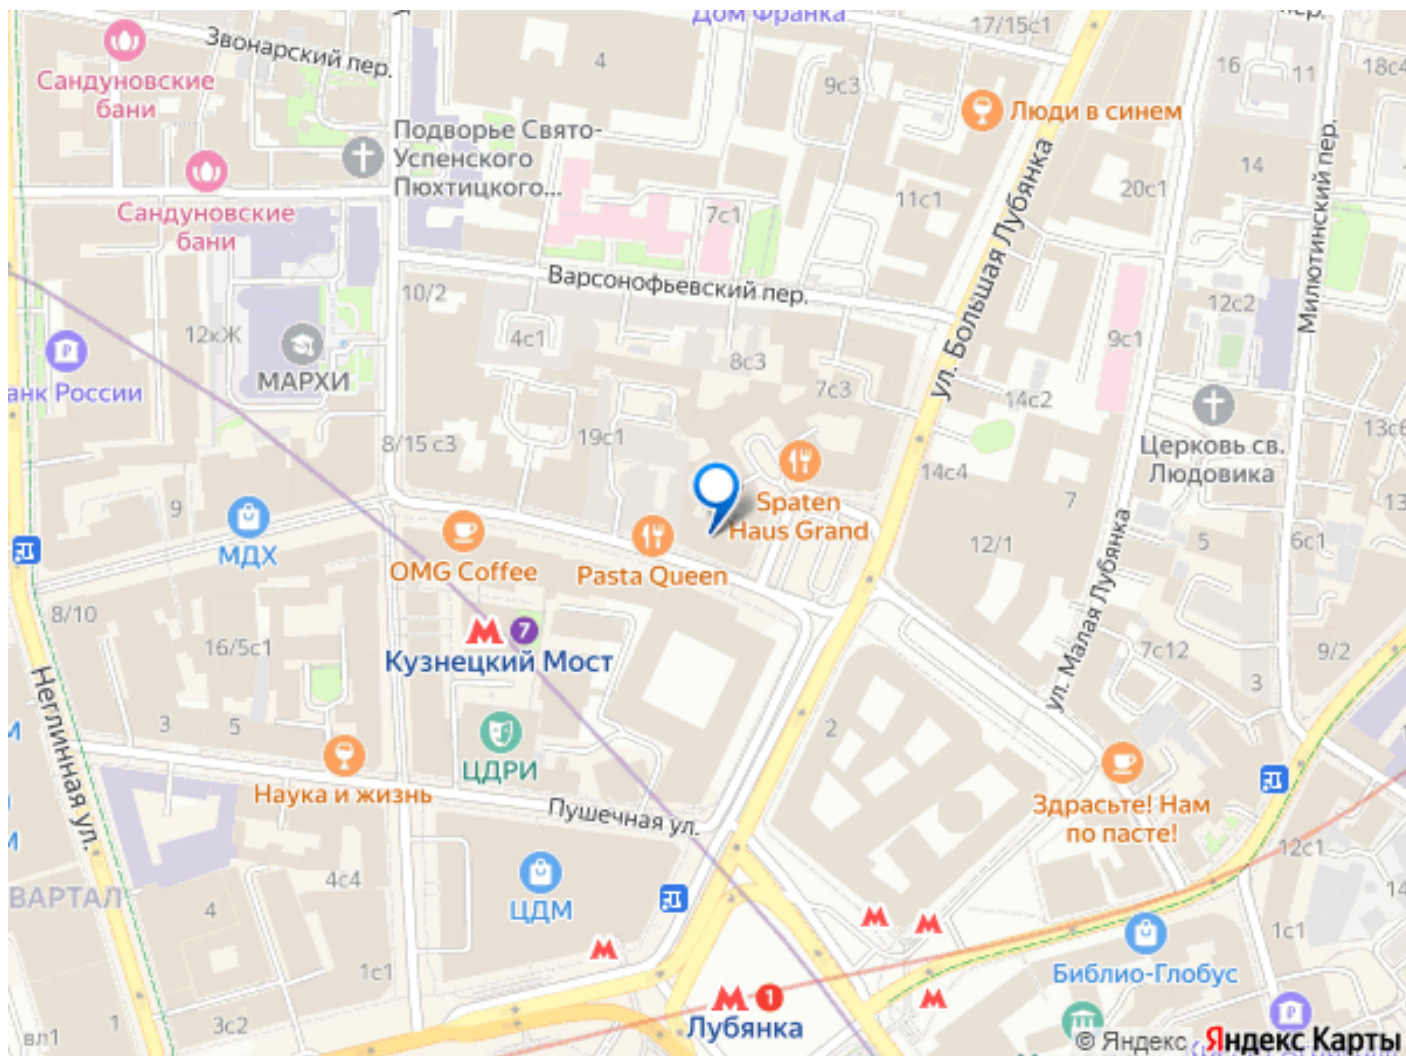 Дом Франка
17/15с1
Звонарский пер.
4
9с3
16
11
18с4
Сандуновские
бани
Люди в синем
Подворье Свято-
Успенского
Пюхтицкого...
Милютинский пер.
14
20с1
11с1
7с1
Сандуновские
бани
ул. Большая Лубянка
Варсонофьевский пер.
10/2
12с2
12кЖ
4с1
9с1
8с3
МАРХИ
7с3
14с2
анк России
13с6
8/15 с3
19с1
Церковь св.
Людовика
14с4
7
Spaten
Haus Grand
9
МДХ
OMG Coffee
Pasta Queen
12/1
5
6с1
13
ул. Малая Лубянка
8/10
16/5с1
7
Кузнецкий Мост
7с12
9/2
3
Неглинная ул.
3
5
2
ЦДРИ
Наука и жизнь
Пушечная ул.
Здрасьте! Нам
по пасте!
12с1
4с4
ВАРТАЛ
4
ЦДМ
14
1с1
1с1
Библио-Глобус
1
Лубянка
вл1
1
3с2
© Яндекс Яндекс Карты